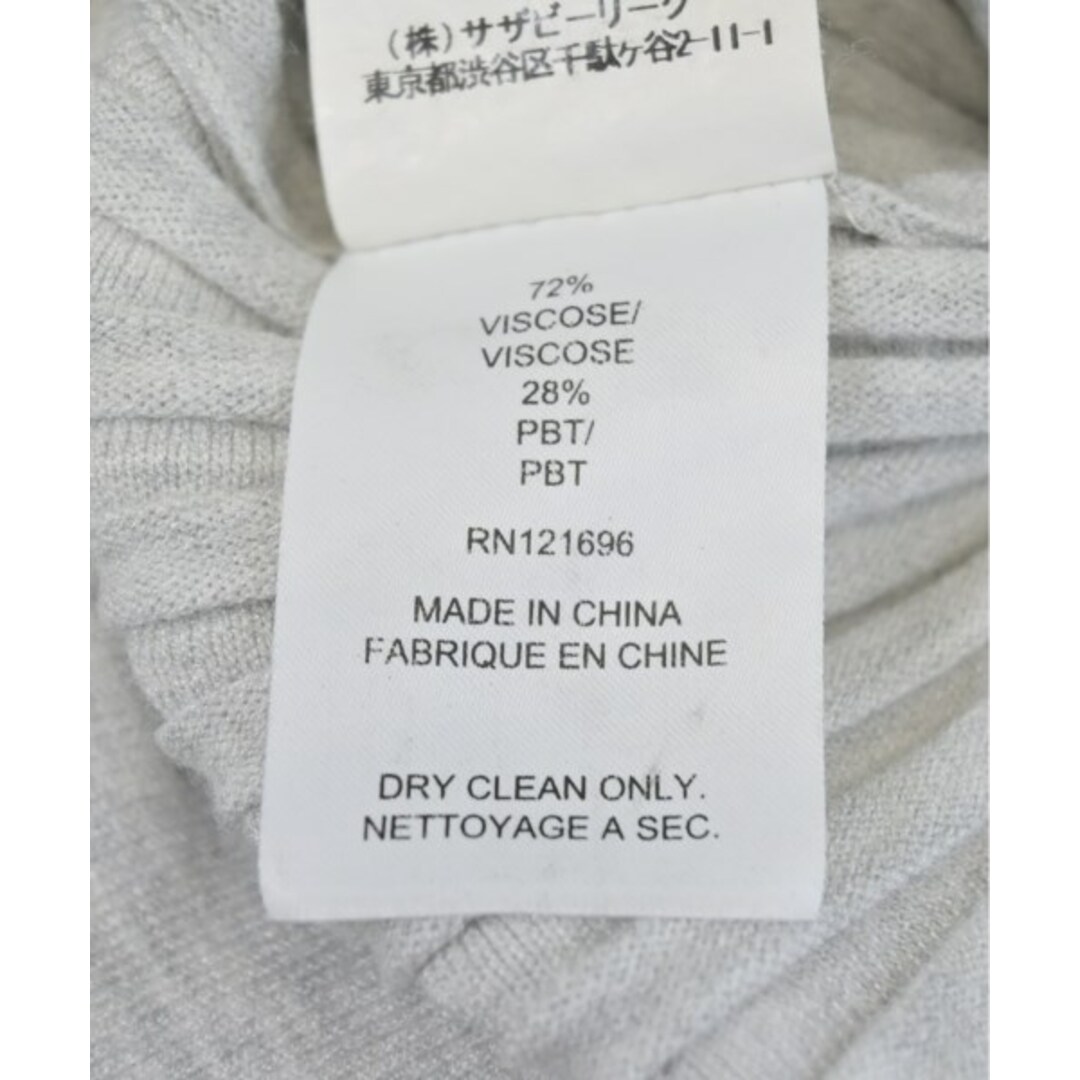 (株)サザビーリーグ
東京都渋谷区千駄ケ谷2-11-1
72%
VISCOSE/
VISCOSE
28%
PBT/
PBT
RN121696
MADE IN CHINA
FABRIQUE EN CHINE
DRY CLEAN ONLY.
NETTOYAGE A SEC.